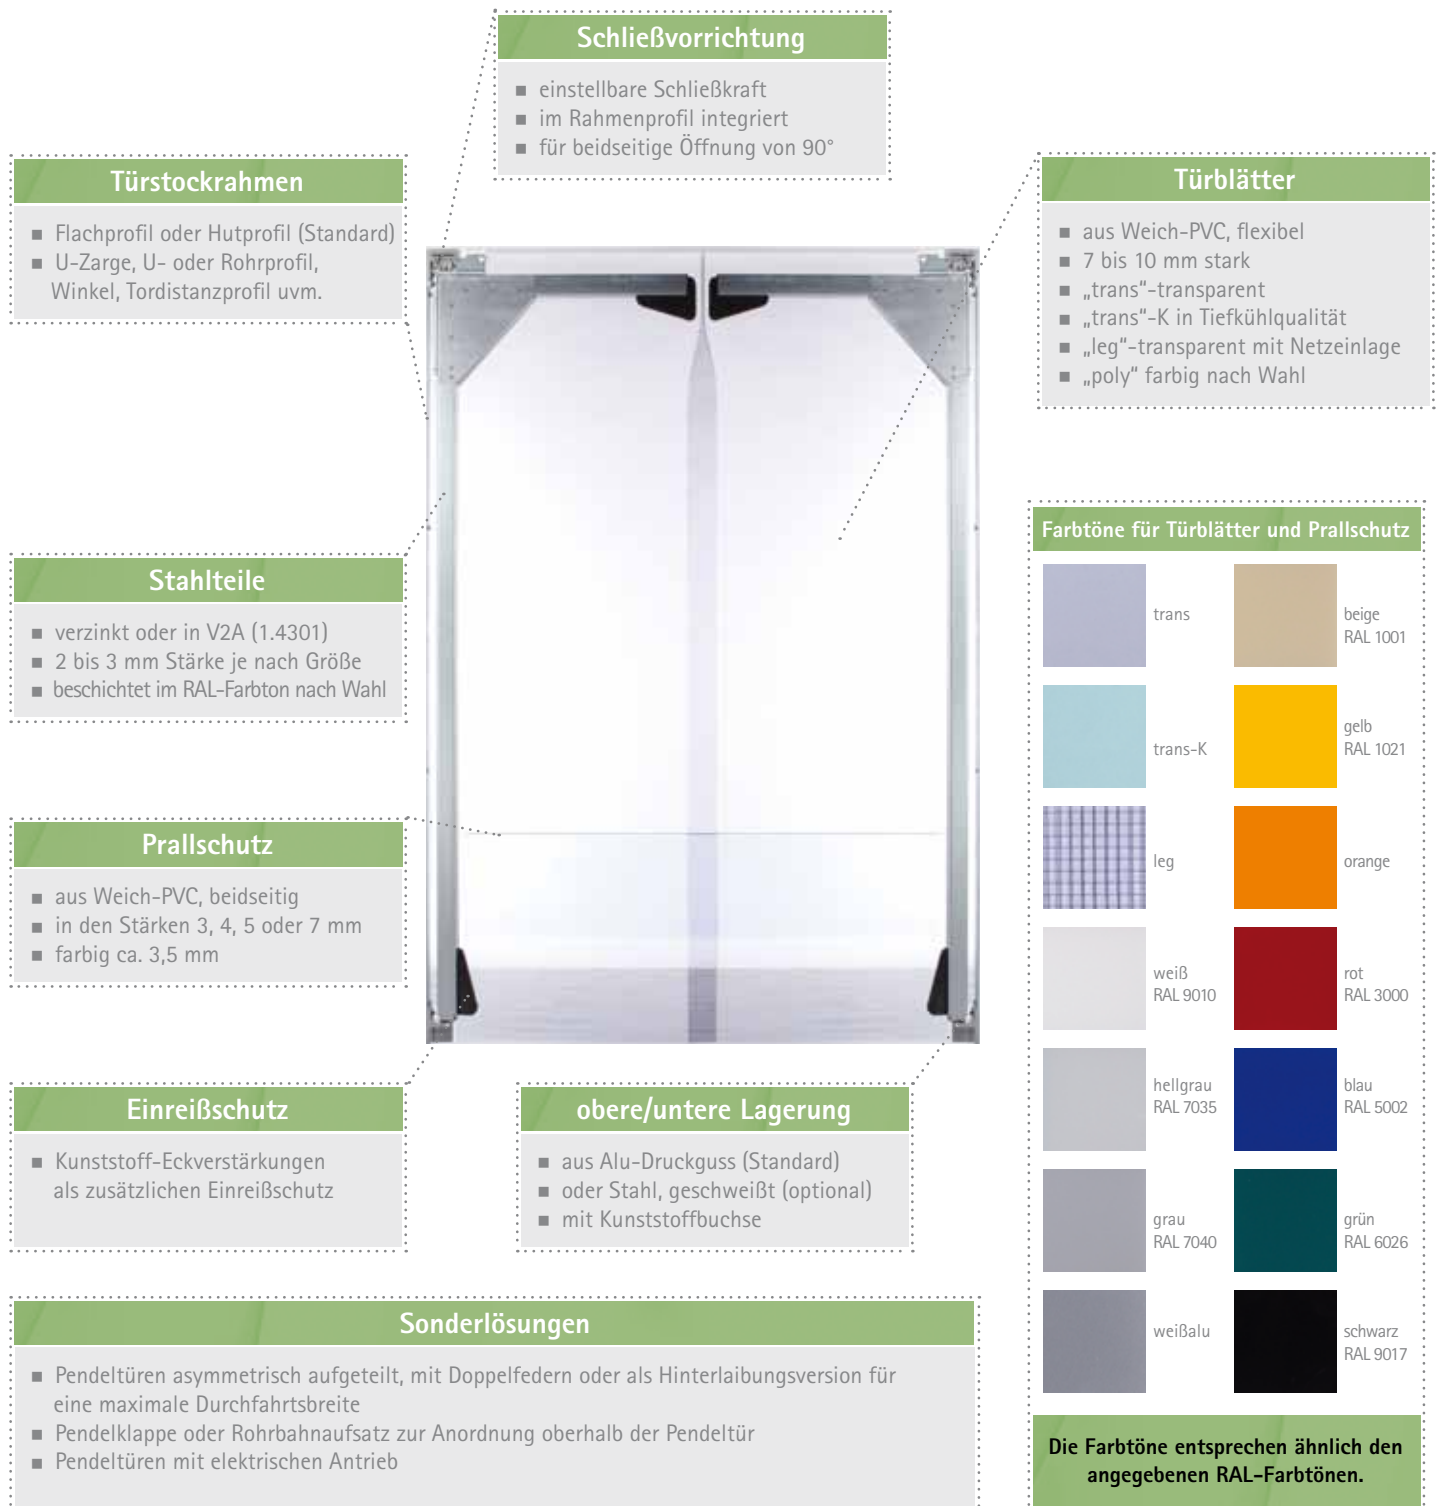 Schließvorrichtung
■ einstellbare Schließkraft
■ im Rahmenprofil integriert
■ für beidseitige Öffnung von 90°
Türstockrahmen
■ Flachprofil oder Hutprofil (Standard)
■ U-Zarge, U- oder Rohrprofil,
Winkel, Tordistanzprofil uvm.
Türblätter
■ aus Weich-PVC, flexibel
■ 7 bis 10 mm stark
■ „trans"-transparent
■ „trans"-K in Tiefkühlqualität
■ „leg"-transparent mit Netzeinlage
■ „poly" farbig nach Wahl
Stahlteile
■ verzinkt oder in V2A (1.4301)
■ 2 bis 3 mm Stärke je nach Größe
■ beschichtet im RAL-Farbton nach Wahl
Prallschutz
■ aus Weich-PVC, beidseitig
■ in den Stärken 3, 4, 5 oder 7 mm
■ farbig ca. 3,5 mm
Einreißschutz
■ Kunststoff-Eckverstärkungen
als zusätzlichen Einreißschutz
obere/untere Lagerung
■ aus Alu-Druckguss (Standard)
■ oder Stahl, geschweißt (optional)
■ mit Kunststoffbuchse
Sonderlösungen
■ Pendeltüren asymmetrisch aufgeteilt, mit Doppelfedern oder als Hinterlaibungsversion für
eine maximale Durchfahrtsbreite
■ Pendelklappe oder Rohrbahnaufsatz zur Anordnung oberhalb der Pendeltür
■ Pendeltüren mit elektrischen Antrieb
Farbtöne für Türblätter und Prallschutz
trans
beige
RAL 1001
trans-K
gelb
RAL 1021
leg
orange
weiß
RAL 9010
rot
RAL 3000
hellgrau
RAL 7035
blau
RAL 5002
grau
RAL 7040
grün
RAL 6026
weißalu
schwarz
RAL 9017
Die Farbtöne entsprechen ähnlich den
angegebenen RAL-Farbtönen.